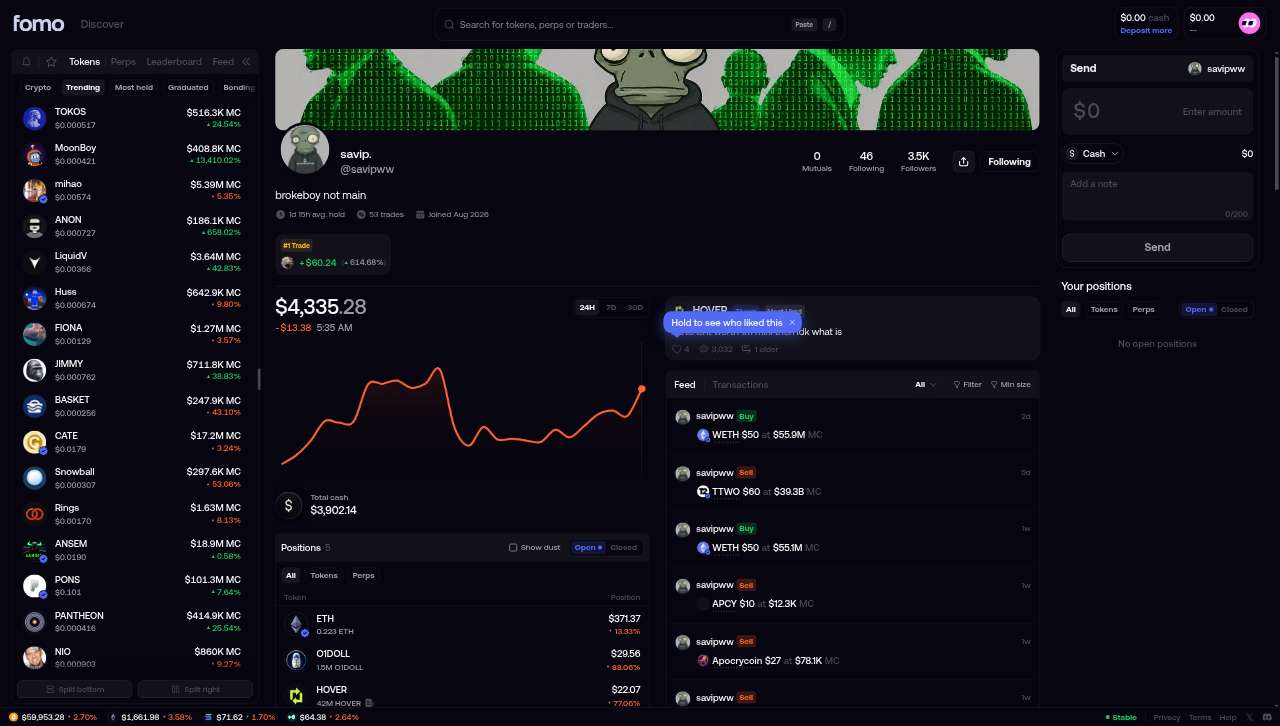 fomo
Discover
Search for tokens, perps or traders...
Paste
/
$0.00 cash
Deposit more
$0.00
—
Tokens Perps Leaderboard Feed
Crypto Trending Most held Graduated Bonding
TOKOS $516.3K MC
$0.000517 24.54%
MoonBoy $408.8K MC
$0.000421 13,410.02%
mihao $5.39M MC
$0.00574 5.35%
ANON $186.1K MC
$0.000727 658.02%
LiquidV $3.64M MC
$0.00366 42.83%
Huss $642.9K MC
$0.000674 9.80%
FIONA $1.27M MC
$0.00129 3.57%
JIMMY $711.8K MC
$0.000762 38.83%
BASKET $247.9K MC
$0.000256 43.10%
CATE $17.2M MC
$0.0179 3.24%
Snowball $297.6K MC
$0.000307 53.06%
Rings $1.63M MC
$0.00170 8.13%
ANSEM $18.9M MC
$0.0190 0.58%
PONS $101.3M MC
$0.101 7.64%
PANTHEON $414.9K MC
$0.000416 25.54%
NIO $860K MC
$0.000903 9.27%
Split bottom
Split right
savip.
@savipww
0 46 3.5K
Mutuals Following Followers
Following
brokeboy not main
1d 15h avg. hold 53 trades Joined Aug 2026
#1 Trade
+$60.24 614.68%
$4,335.28
24H 7D 30D
-$13.38 5:35 AM
Total cash
$3,902.14
Positions 5
Show dust
Open Closed
All Tokens Perps
Token Position
ETH $371.37
0.223 ETH 13.33%
O1DOLL $29.56
1.5M O1DOLL 88.06%
HOVER $22.07
42M HOVER 77.06%
HOVER
Hold to see who liked this ×
idk what is
4 3,032 1 older
Feed Transactions
All Filter Min size
savipww Buy 2d
WETH $50 at $55.9M MC
savipww Sell 5d
TTWO $60 at $39.3B MC
savipww Buy 1w
WETH $50 at $55.1M MC
savipww Sell 1w
APCY $10 at $12.3K MC
savipww Sell 1w
Apocrycoin $27 at $78.1K MC
savipww Sell 1w
Send savipww
$0 Enter amount
$ Cash $0
Add a note
0/200
Send
Your positions
All Tokens Perps
Open Closed
No open positions
$59,953.28 2.70% $1,661.98 3.58% $71.62 1.70% $64.38 2.64%
Stable Privacy Terms Help